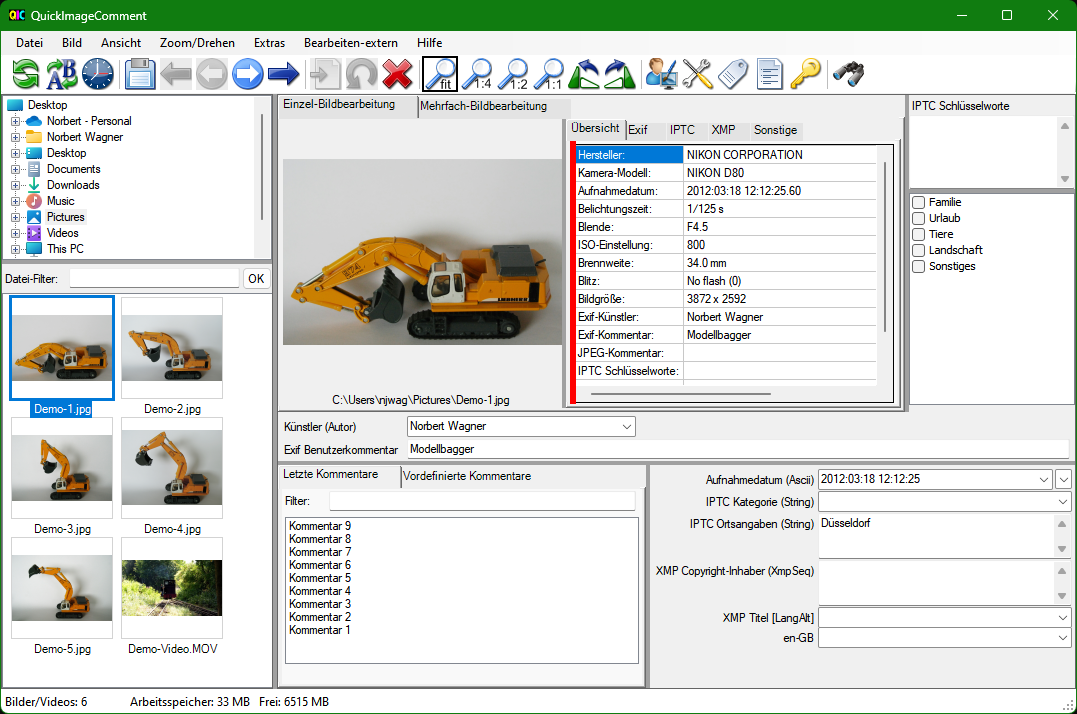 QIC QuickImageComment
Datei Bild Ansicht Zoom/Drehen Extras Bearbeiten-extern Hilfe
fit 1:4 1:2 1:1
Desktop
Norbert - Personal
Norbert Wagner
Desktop
Documents
Downloads
Music
Pictures
Videos
This PC
Datei-Filter: OK
Demo-1.jpg
Demo-2.jpg
Demo-3.jpg
Demo-4.jpg
Demo-5.jpg
Demo-Video.MOV
Einzel-Bildbearbeitung Mehrfach-Bildbearbeitung
974
LIEBHERR
C:\Users\njwag\Pictures\Demo-1.jpg
Übersicht Exif IPTC XMP Sonstige
Hersteller: NIKON CORPORATION
Kamera-Modell: NIKON D80
Aufnahmedatum: 2012:03:18 12:12:25.60
Belichtungszeit: 1/125 s
Blende: F4.5
ISO-Einstellung: 800
Brennweite: 34.0 mm
Blitz: No flash (0)
Bildgröße: 3872 x 2592
Exif-Künstler: Norbert Wagner
Exif-Kommentar: Modellbagger
JPEG-Kommentar:
IPTC Schlüsselworte:
IPTC Schlüsselworte
Familie
Urlaub
Tiere
Landschaft
Sonstiges
Künstler (Autor) Norbert Wagner
Exif Benutzerkommentar Modellbagger
Letzte Kommentare Vordefinierte Kommentare
Filter:
Kommentar 9
Kommentar 8
Kommentar 7
Kommentar 6
Kommentar 5
Kommentar 4
Kommentar 3
Kommentar 2
Kommentar 1
Aufnahmedatum (Ascii) 2012:03:18 12:12:25
IPTC Kategorie (String)
IPTC Ortsangaben (String) Düsseldorf
XMP Copyright-Inhaber (XmpSeq)
XMP Titel [LangAlt]
en-GB
Bilder/Videos: 6 Arbeitsspeicher: 33 MB Frei: 6515 MB